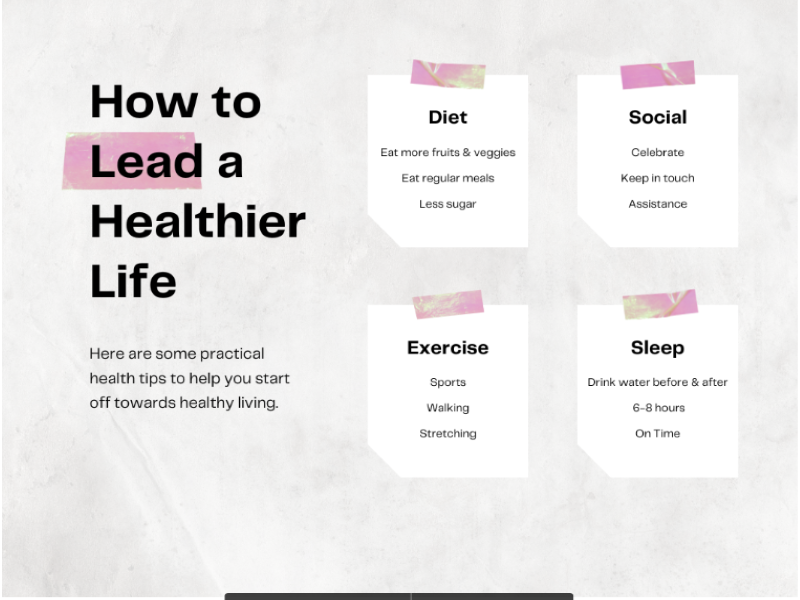 How to
Lead a
Healthier
Life
Here are some practical
health tips to help you start
off towards healthy living.
Diet
Eat more fruits & veggies
Eat regular meals
Less sugar
Social
Celebrate
Keep in touch
Assistance
Exercise
Sports
Walking
Stretching
Sleep
Drink water before & after
6-8 hours
On Time